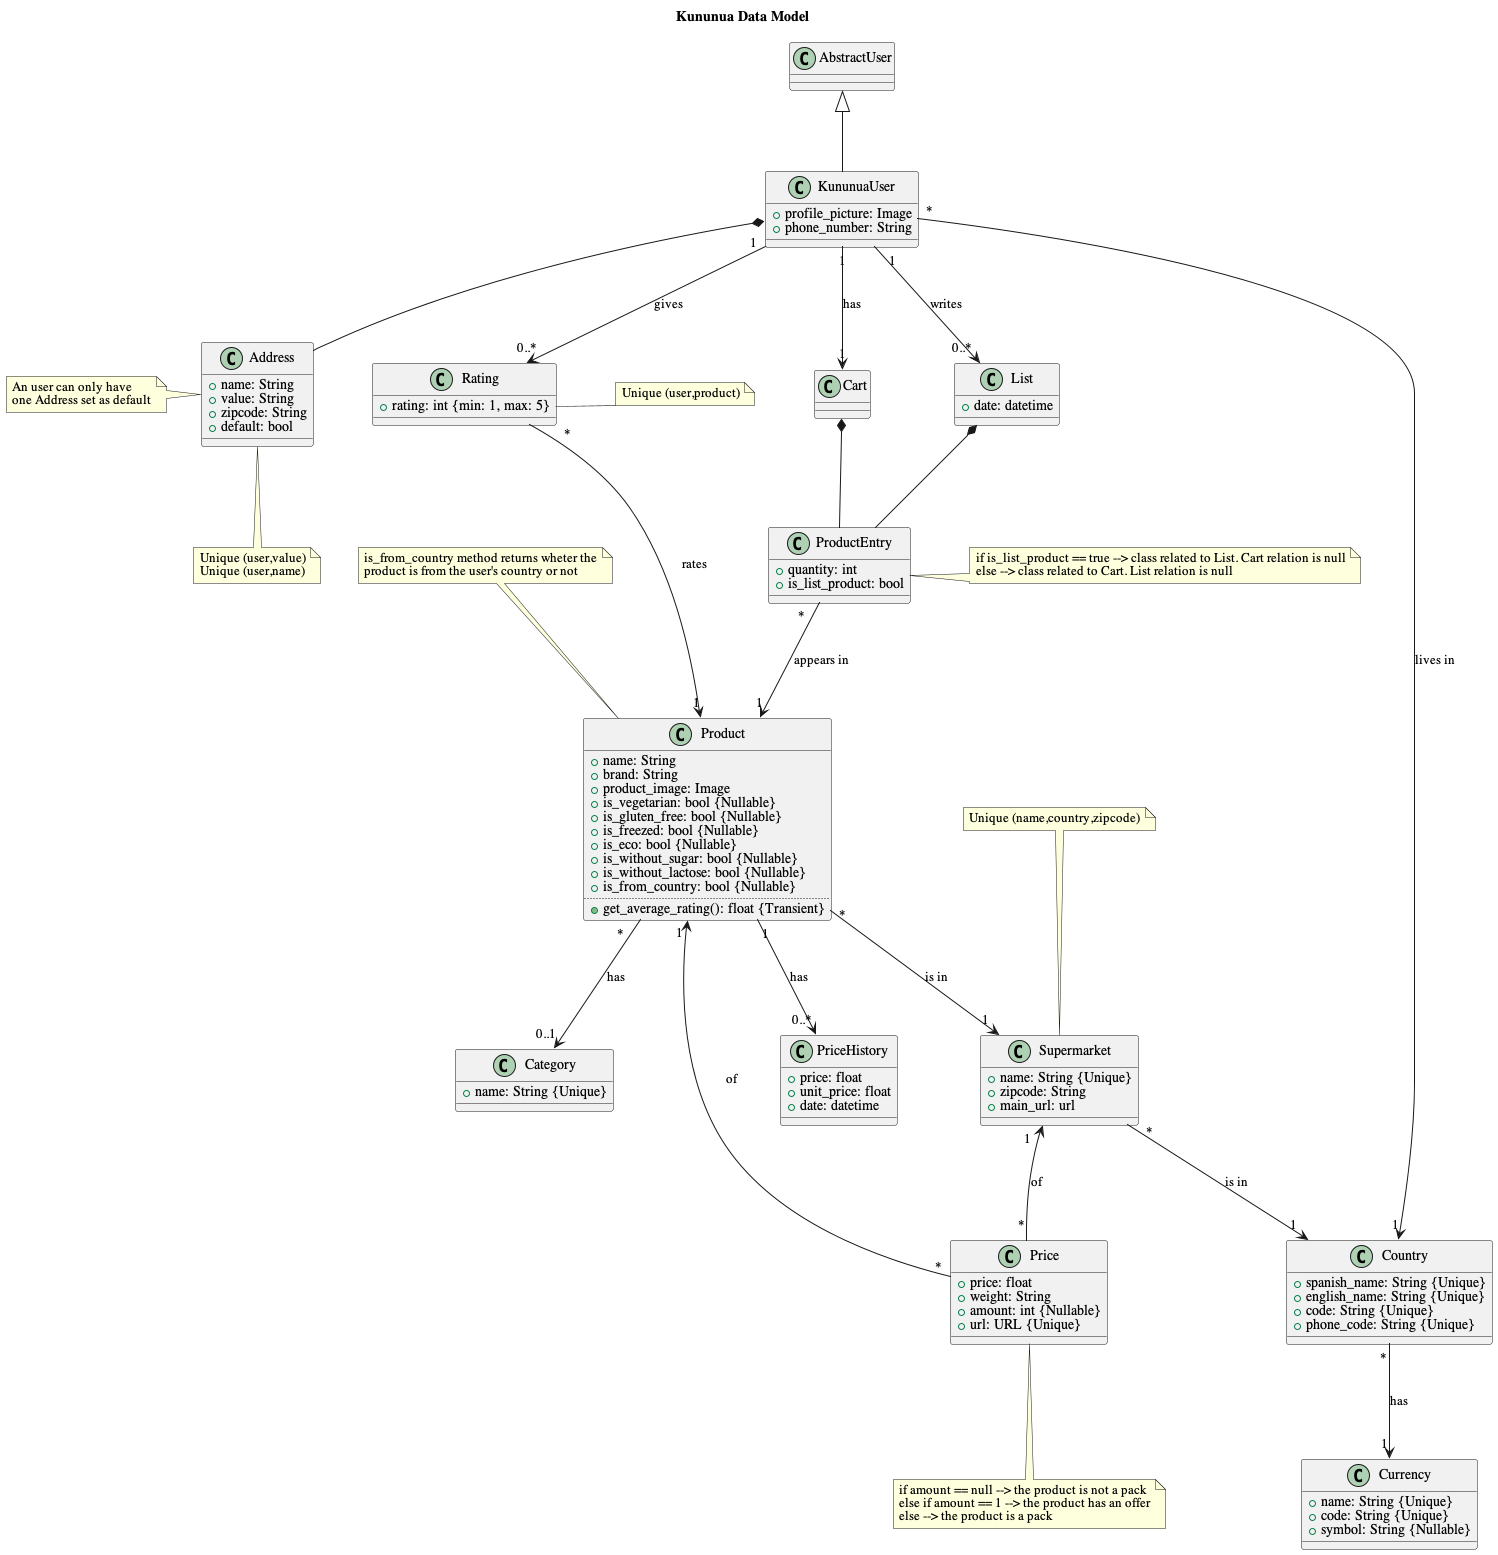 Kununua Data Model
C AbstractUser
C KununuaUser
profile_picture: Image
phone_number: String
*
1
1
1
gives
has
writes
0..*
1
0..*
C Address
name: String
value: String
zipcode: String
default: bool
An user can only have
one Address set as default
C Rating
rating: int {min: 1, max: 5}
Unique (user,product)
C Cart
C List
date: datetime
*
Unique (user,value)
Unique (user,name)
is_from_country method returns wheter the
product is from the user's country or not
rates
C ProductEntry
quantity: int
is_list_product: bool
if is_list_product == true --> class related to List. Cart relation is null
else --> class related to Cart. List relation is null
*
appears in
lives in
1
1
C Product
name: String
brand: String
product_image: Image
is_vegetarian: bool {Nullable}
is_gluten_free: bool {Nullable}
is_freezed: bool {Nullable}
is_eco: bool {Nullable}
is_without_sugar: bool {Nullable}
is_without_lactose: bool {Nullable}
is_from_country: bool {Nullable}
get_average_rating(): float {Transient}
Unique (name,country,zipcode)
*
1
1
*
has
has
is in
0..1
0..*
1
C Category
name: String {Unique}
of
C PriceHistory
price: float
unit_price: float
date: datetime
C Supermarket
name: String {Unique}
zipcode: String
main_url: url
1
*
of
is in
*
*
1
1
C Price
price: float
weight: String
amount: int {Nullable}
url: URL {Unique}
C Country
spanish_name: String {Unique}
english_name: String {Unique}
code: String {Unique}
phone_code: String {Unique}
*
has
1
if amount == null --> the product is not a pack
else if amount == 1 --> the product has an offer
else --> the product is a pack
C Currency
name: String {Unique}
code: String {Unique}
symbol: String {Nullable}